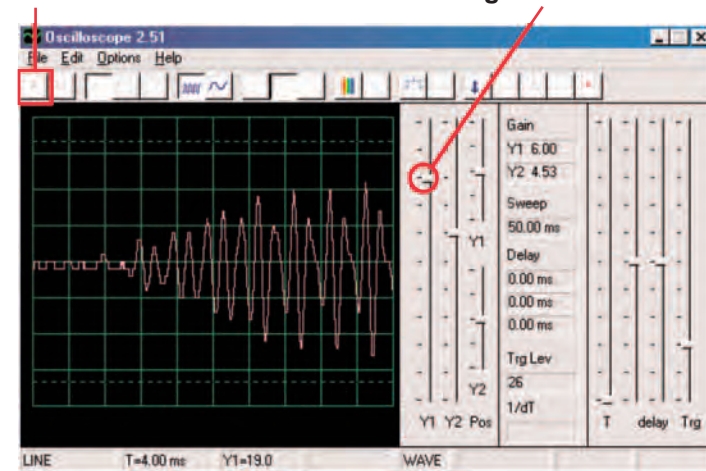 Oscilloscope 2.51
File Edit Options Help
Gain
Y1 6.00
Y2 4.53
Sweep
50.00 ms
Delay
0.00 ms
0.00 ms
0.00 ms
Trg Lev
26
1/dT
Y1
Y2
Y1 Y2 Pos
T delay Trg
LINE T=4.00 ms Y1=19.0 WAVE